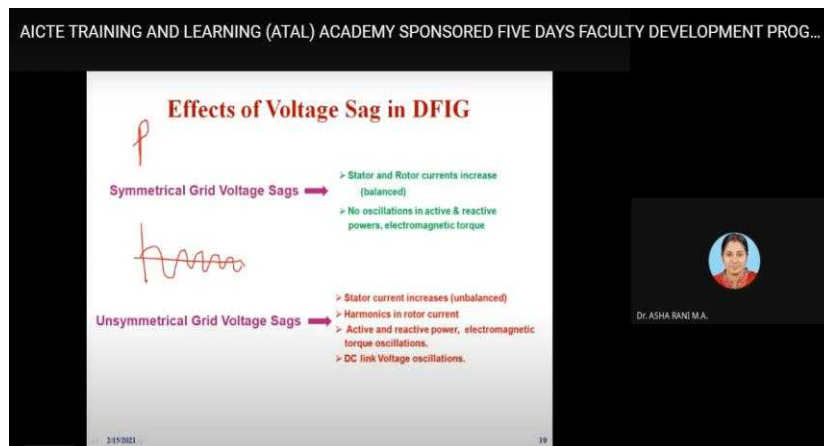 AICTE TRAINING AND LEARNING (ATAL) ACADEMY SPONSORED FIVE DAYS FACULTY DEVELOPMENT PROG...
Effects of Voltage Sag in DFIG
Symmetrical Grid Voltage Sags
➢ Stator and Rotor currents increase
(balanced)
➢ No oscillations in active & reactive
powers, electromagnetic torque
Unsymmetrical Grid Voltage Sags
➢ Stator current increases (unbalanced)
➢ Harmonics in rotor current
➢ Active and reactive power, electromagnetic
torque oscillations.
➢ DC link Voltage oscillations.
Dr. ASHA RANI M.A.
2/15/2021